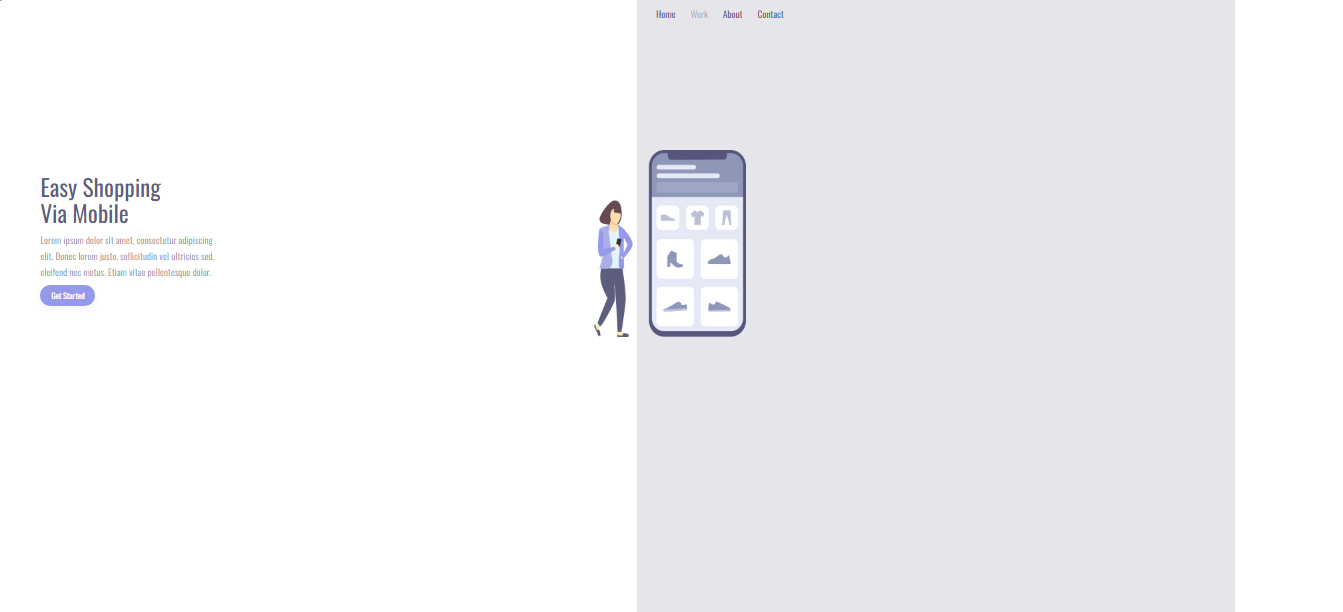 Home Work About Contact
Easy Shopping
Via Mobile
Lorem ipsum dolor sit amet, consectetur adipiscing
elit. Donec lorem justo, sollicitudin vel ultricies sed,
eleifend nec metus. Etiam vitae pellentesque dolor.
Get Started